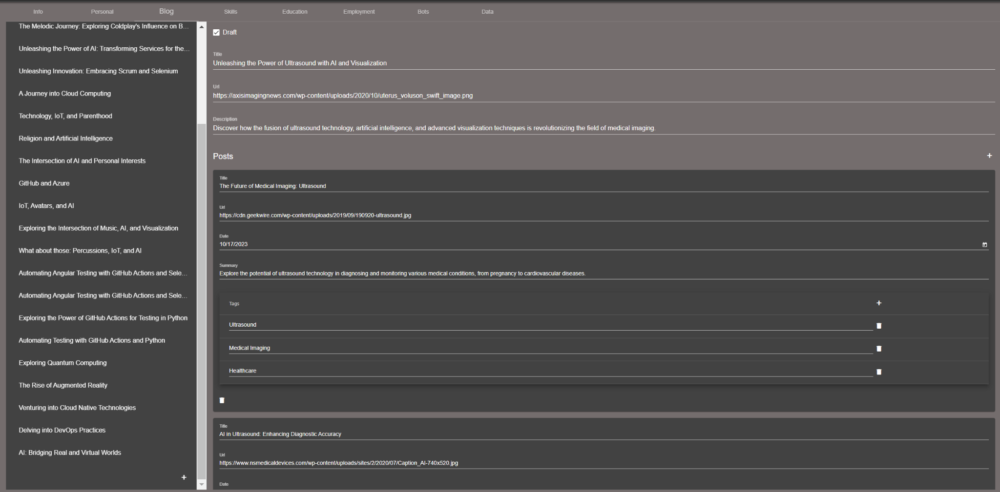 Info Personal Blog Skills Education Employment Bots Data
The Melodic Journey: Exploring Coldplay's Influence on B...
Unleashing the Power of AI: Transforming Services for the...
Unleashing Innovation: Embracing Scrum and Selenium
A Journey into Cloud Computing
Technology, IoT, and Parenthood
Religion and Artificial Intelligence
The Intersection of AI and Personal Interests
GitHub and Azure
IoT, Avatars, and AI
Exploring the Intersection of Music, AI, and Visualization
What about those: Percussions, IoT, and AI
Automating Angular Testing with GitHub Actions and Sele...
Automating Angular Testing with GitHub Actions and Sele...
Exploring the Power of GitHub Actions for Testing in Python
Automating Testing with GitHub Actions and Python
Exploring Quantum Computing
The Rise of Augmented Reality
Venturing into Cloud Native Technologies
Delving into DevOps Practices
AI: Bridging Real and Virtual Worlds
+
Draft
Title
Unleashing the Power of Ultrasound with AI and Visualization
Url
https://axisimagingnews.com/wp-content/uploads/2020/10/uterus_voluson_swift_image.png
Description
Discover how the fusion of ultrasound technology, artificial intelligence, and advanced visualization techniques is revolutionizing the field of medical imaging.
Posts +
Title
The Future of Medical Imaging: Ultrasound
Url
https://cdn.geekwire.com/wp-content/uploads/2019/09/190920-ultrasound.jpg
Date
10/17/2023
Summary
Explore the potential of ultrasound technology in diagnosing and monitoring various medical conditions, from pregnancy to cardiovascular diseases.
Tags +
Ultrasound
Medical Imaging
Healthcare
Title
AI in Ultrasound: Enhancing Diagnostic Accuracy
Url
https://www.nsmedicaldevices.com/wp-content/uploads/sites/2/2020/07/Caption_AI-740x520.jpg
Date